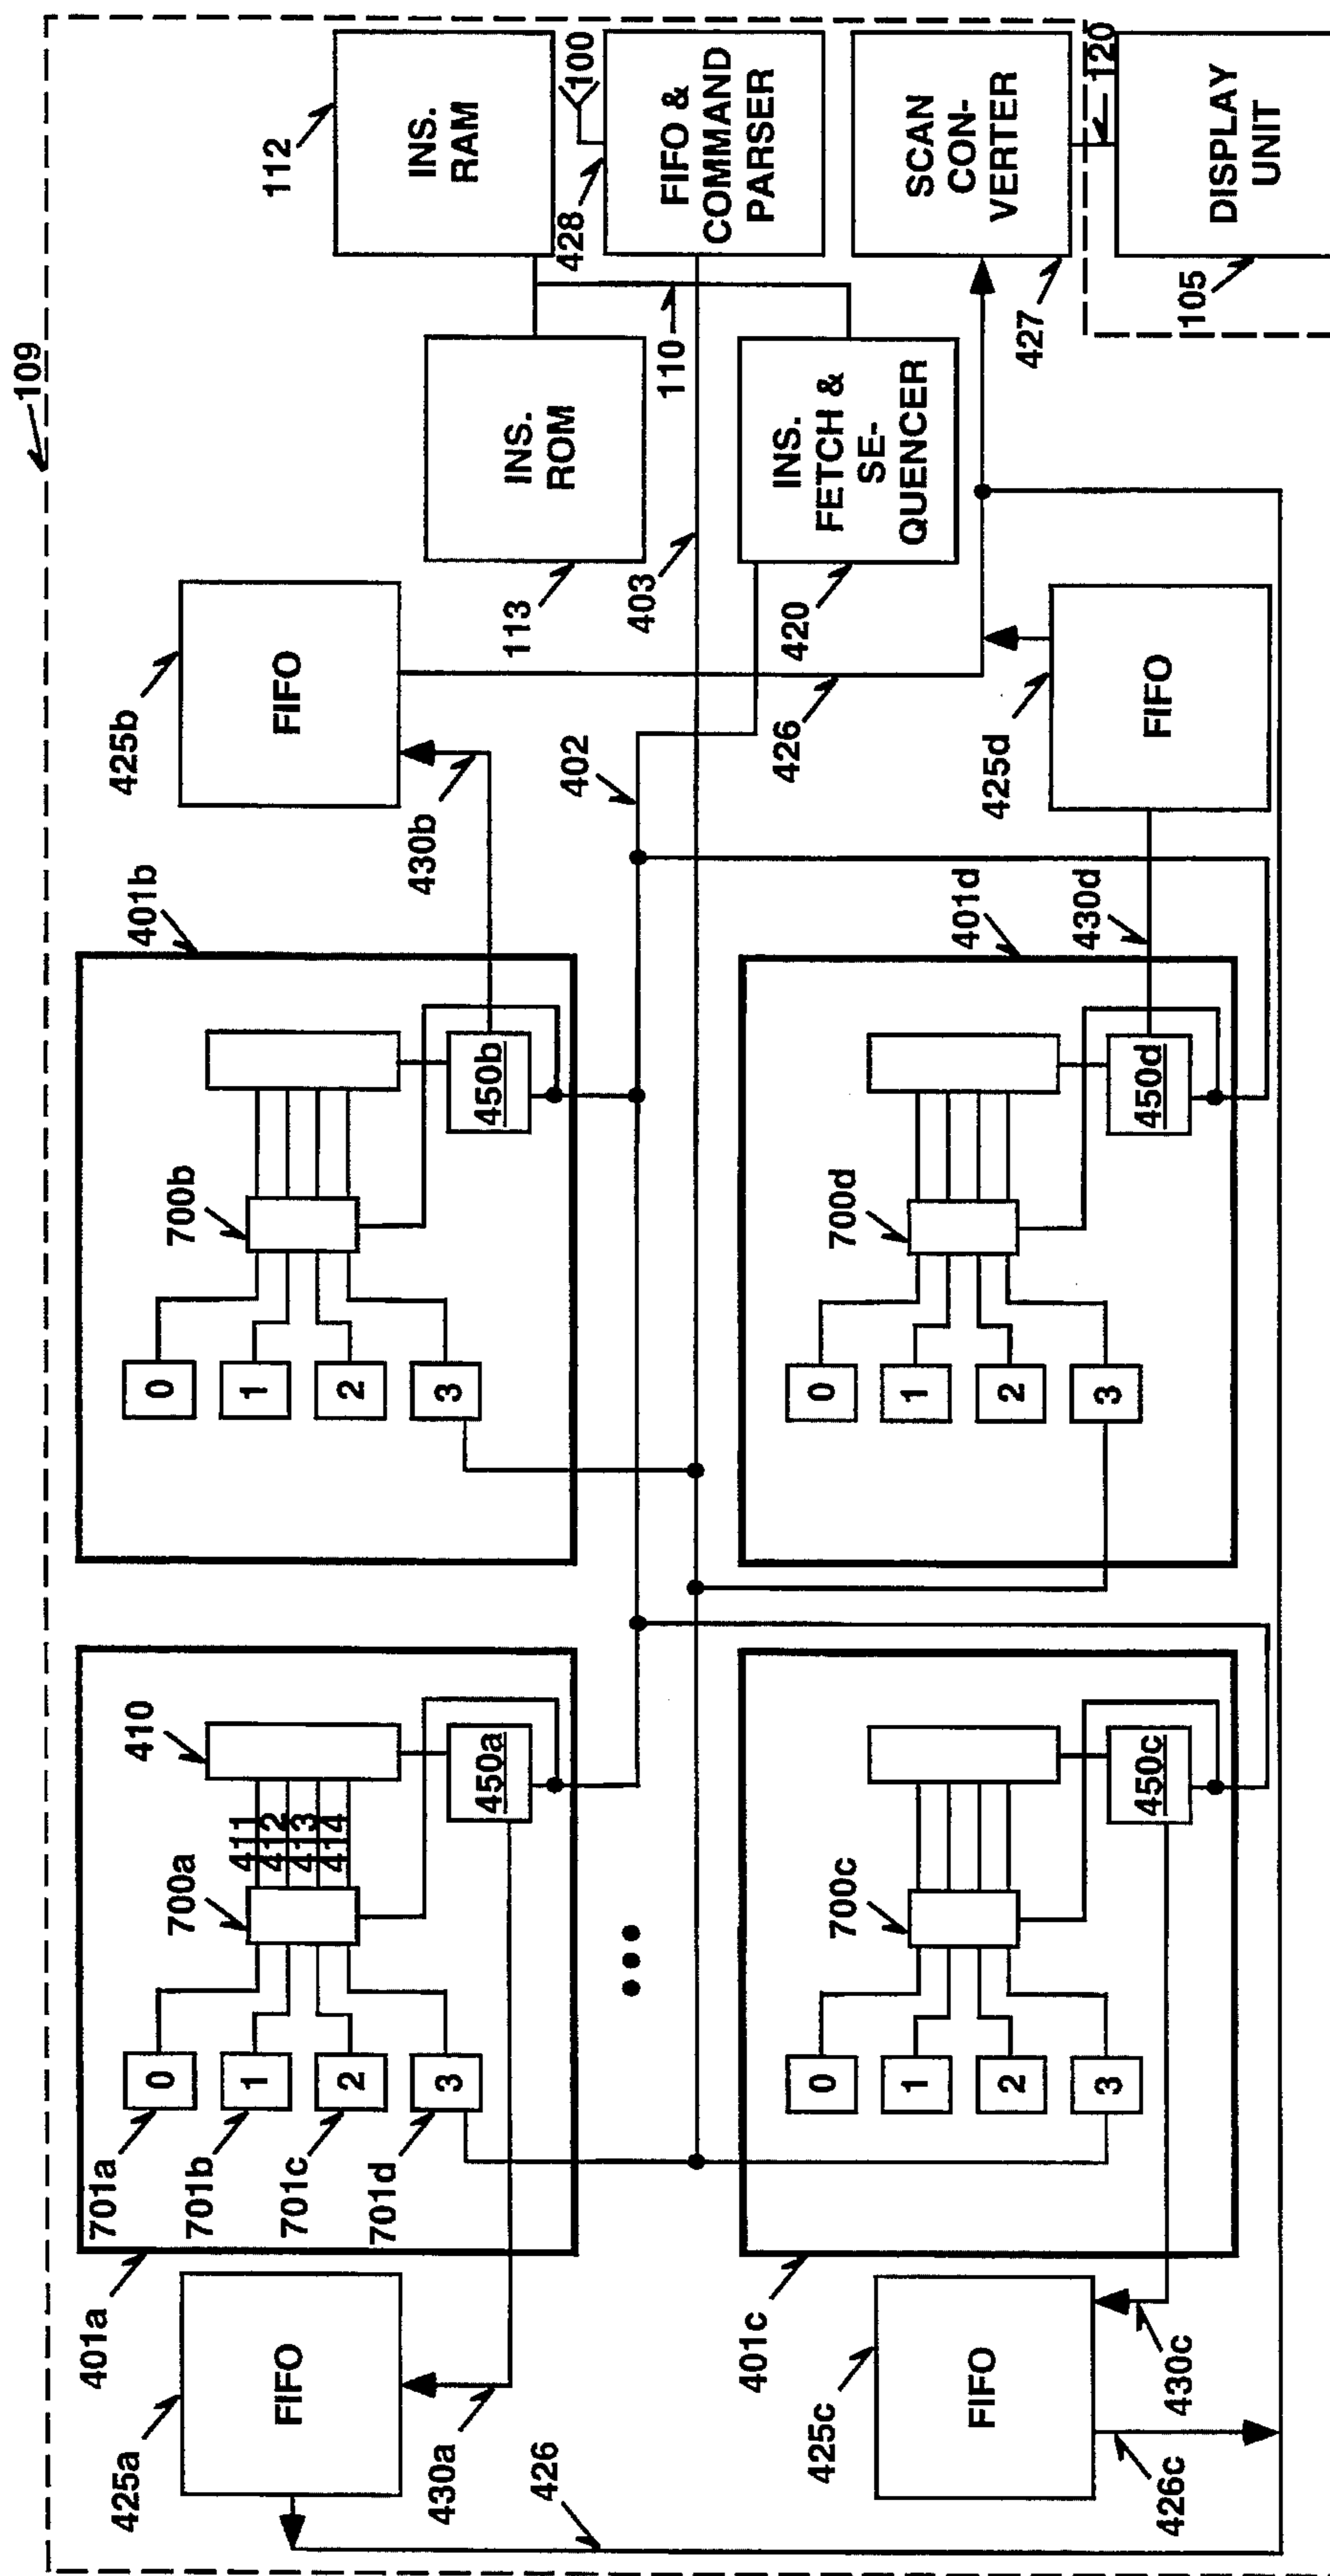 109
425a
FIFO
430a
426
401a
701a
701b
701c
701d
0
1
2
3
700a
411
412
413
414
410
450a
401b
0
1
2
3
700b
450b
430b
425b
FIFO
113
INS.
ROM
112
INS.
RAM
428
100
FIFO &
COMMAND
PARSER
110
403
402
420
INS.
FETCH &
SE-
QUENCER
426
427
SCAN
CON-
VERTER
120
105
DISPLAY
UNIT
425c
FIFO
430c
426c
401c
0
1
2
3
700c
450c
401d
0
1
2
3
700d
450d
430d
425d
FIFO